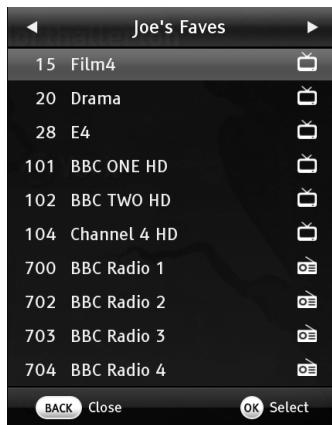 Joe's Faves
15 Film4
20 Drama
28 E4
101 BBC ONE HD
102 BBC TWO HD
104 Channel 4 HD
700 BBC Radio 1
702 BBC Radio 2
703 BBC Radio 3
704 BBC Radio 4
BACK Close OK Select